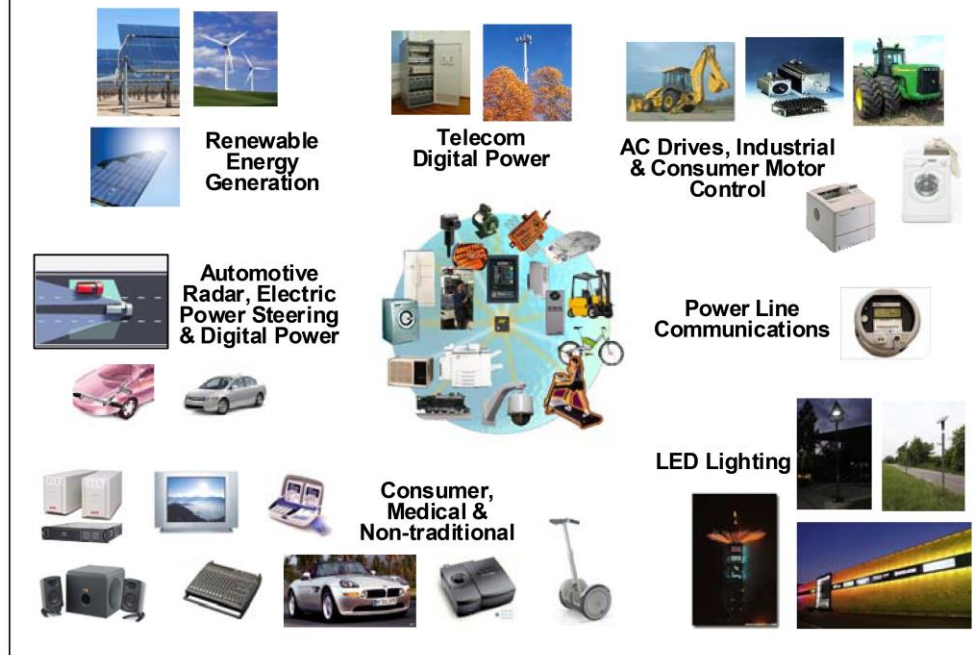 Renewable
Energy
Generation
Telecom
Digital Power
AC Drives, Industrial
& Consumer Motor
Control
Automotive
Radar, Electric
Power Steering
& Digital Power
Power Line
Communications
LED Lighting
Consumer,
Medical &
Non-traditional